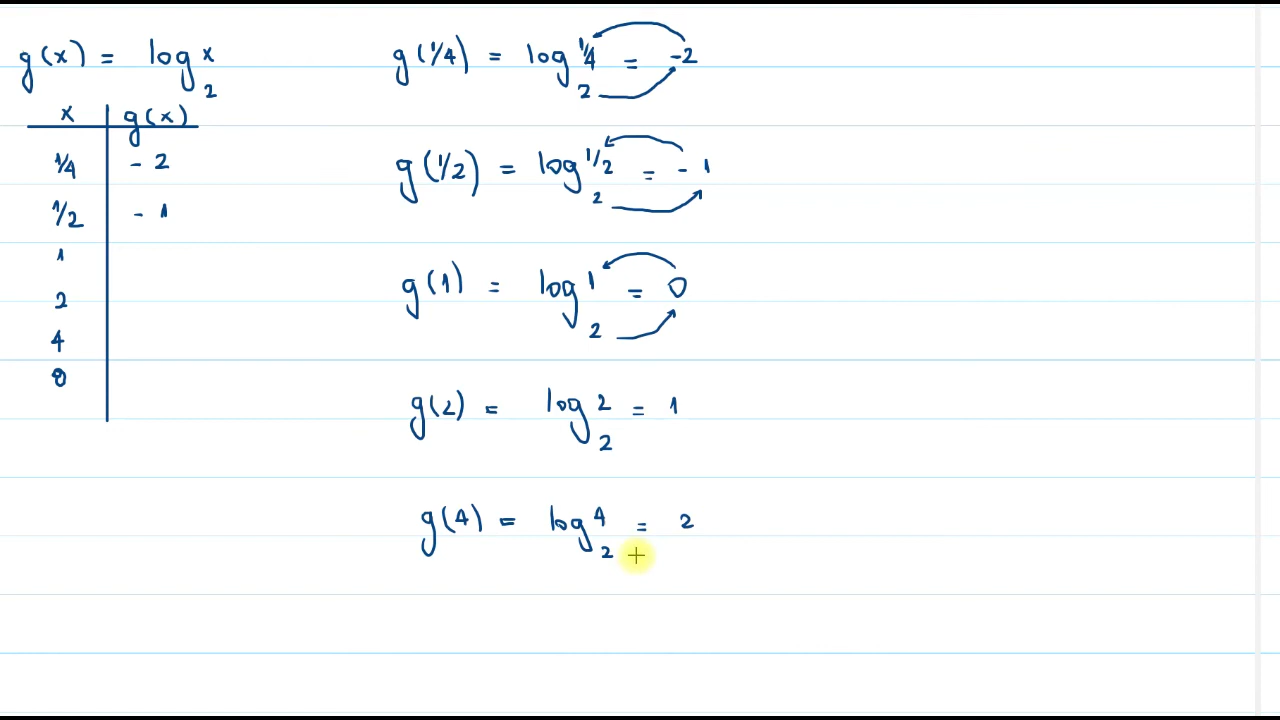 g(x) = log₂ x
x g(x)
1/4 -2
1/2 -1
1
2
4
8
g(1/4) = log₂ 1/4 = -2
g(1/2) = log₂ 1/2 = -1
g(1) = log₂ 1 = 0
g(2) = log₂ 2 = 1
g(4) = log₂ 4 = 2